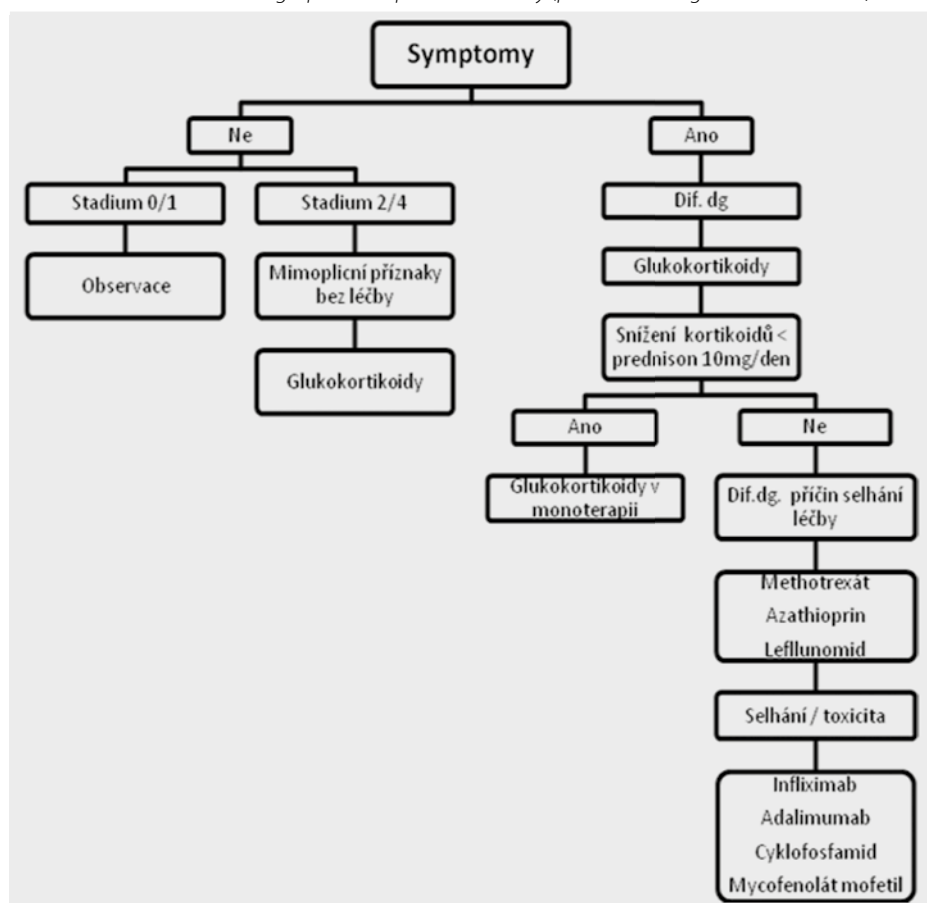 Symptomy
Ne
Ano
Stadium 0/1
Stadium 2/4
Dif. dg
Observace
Mimoplicní příznaky
bez léčby
Glukokortikoidy
Glukokortikoidy
Snížení kortikoidů <
prednison 10mg/den
Ano
Ne
Glukokortikoidy v
monoterapii
Dif.dg. příčin selhání
léčby
Methotrexát
Azathioprin
Lefllunomid
Selhání / toxicita
Infliximab
Adalimumab
Cyklofosfamid
Mycofenolát mofetil